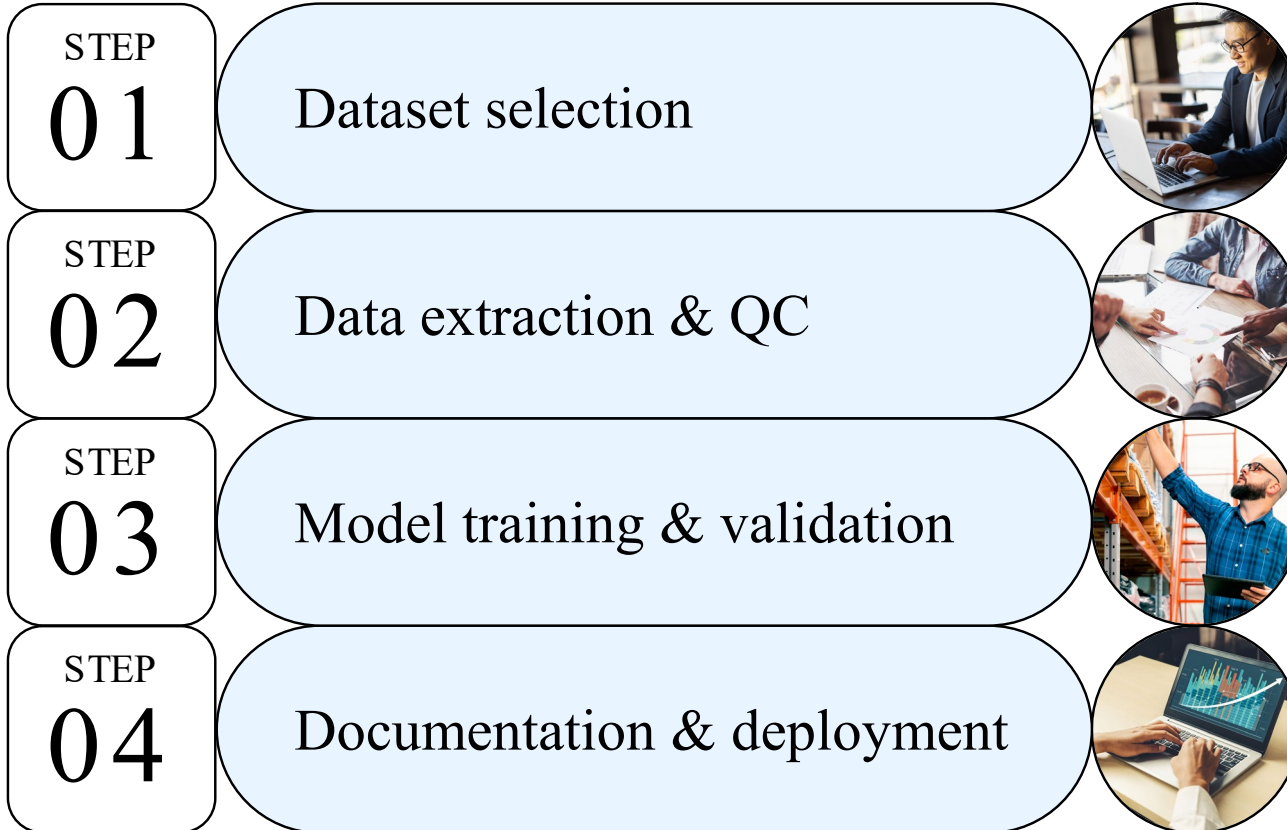 STEP
01
Dataset selection
STEP
02
Data extraction & QC
STEP
03
Model training & validation
STEP
04
Documentation & deployment